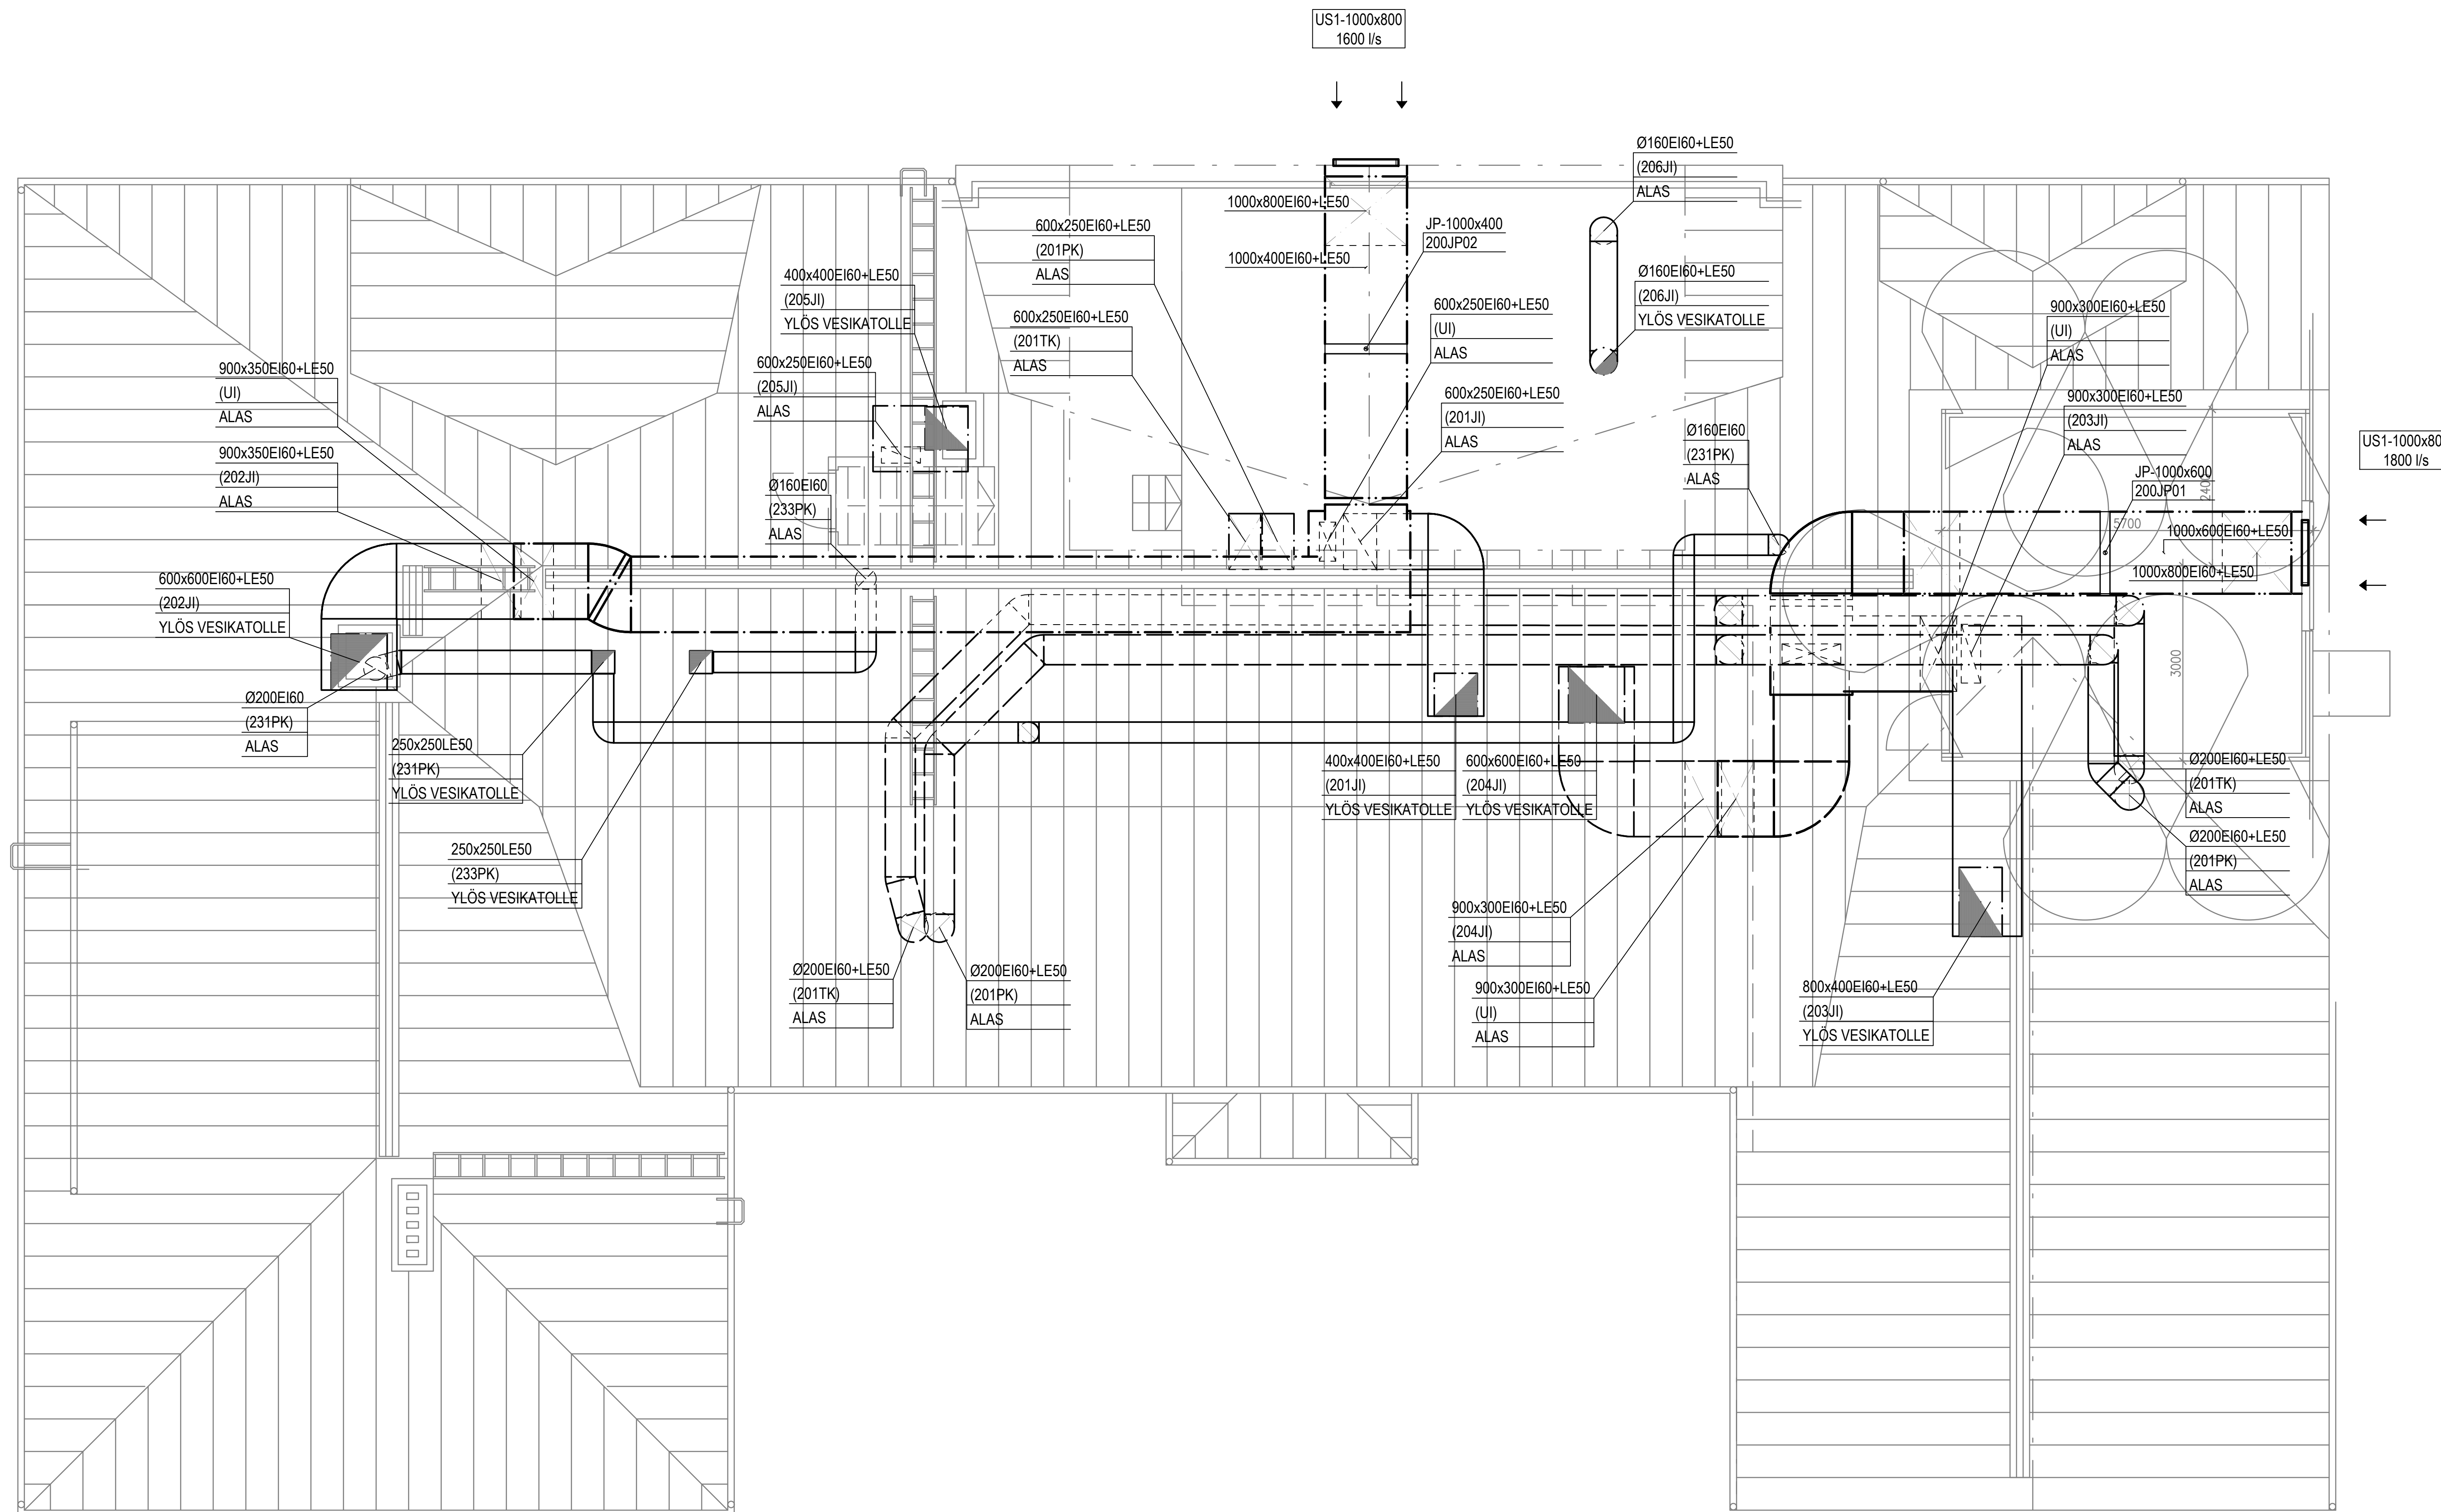 US1-1000x800
1600 l/s
Ø160EI60+LE50
(206JI)
ALAS
1000x800EI60+LE50
600x250EI60+LE50
(201PK)
ALAS
JP-1000x400
200JP02
1000x400EI60+LE50
400x400EI60+LE50
(205JI)
YLÖS VESIKATOLLE
Ø160EI60+LE50
(206JI)
YLÖS VESIKATOLLE
600x250EI60+LE50
(UI)
ALAS
900x300EI60+LE50
(UI)
ALAS
600x250EI60+LE50
(201TK)
ALAS
900x350EI60+LE50
(UI)
ALAS
600x250EI60+LE50
(205JI)
ALAS
600x250EI60+LE50
(201JI)
ALAS
900x300EI60+LE50
(203JI)
ALAS
Ø160EI60
(231PK)
ALAS
US1-1000x80
1800 l/s
900x350EI60+LE50
(202JI)
ALAS
JP-1000x600
200JP01
2400
Ø160EI60
(233PK)
ALAS
5700
1000x600EI60+LE50
1000x800EI60+LE50
600x600EI60+LE50
(202JI)
YLÖS VESIKATOLLE
3000
Ø200EI60
(231PK)
ALAS
250x250LE50
(231PK)
YLÖS VESIKATOLLE
400x400EI60+LE50
(201JI)
YLÖS VESIKATOLLE
600x600EI60+LE50
(204JI)
YLÖS VESIKATOLLE
Ø200EI60+LE50
(201TK)
ALAS
Ø200EI60+LE50
(201PK)
ALAS
250x250LE50
(233PK)
YLÖS VESIKATOLLE
900x300EI60+LE50
(204JI)
ALAS
Ø200EI60+LE50
(201TK)
ALAS
Ø200EI60+LE50
(201PK)
ALAS
900x300EI60+LE50
(UI)
ALAS
800x400EI60+LE50
(203JI)
YLÖS VESIKATOLLE